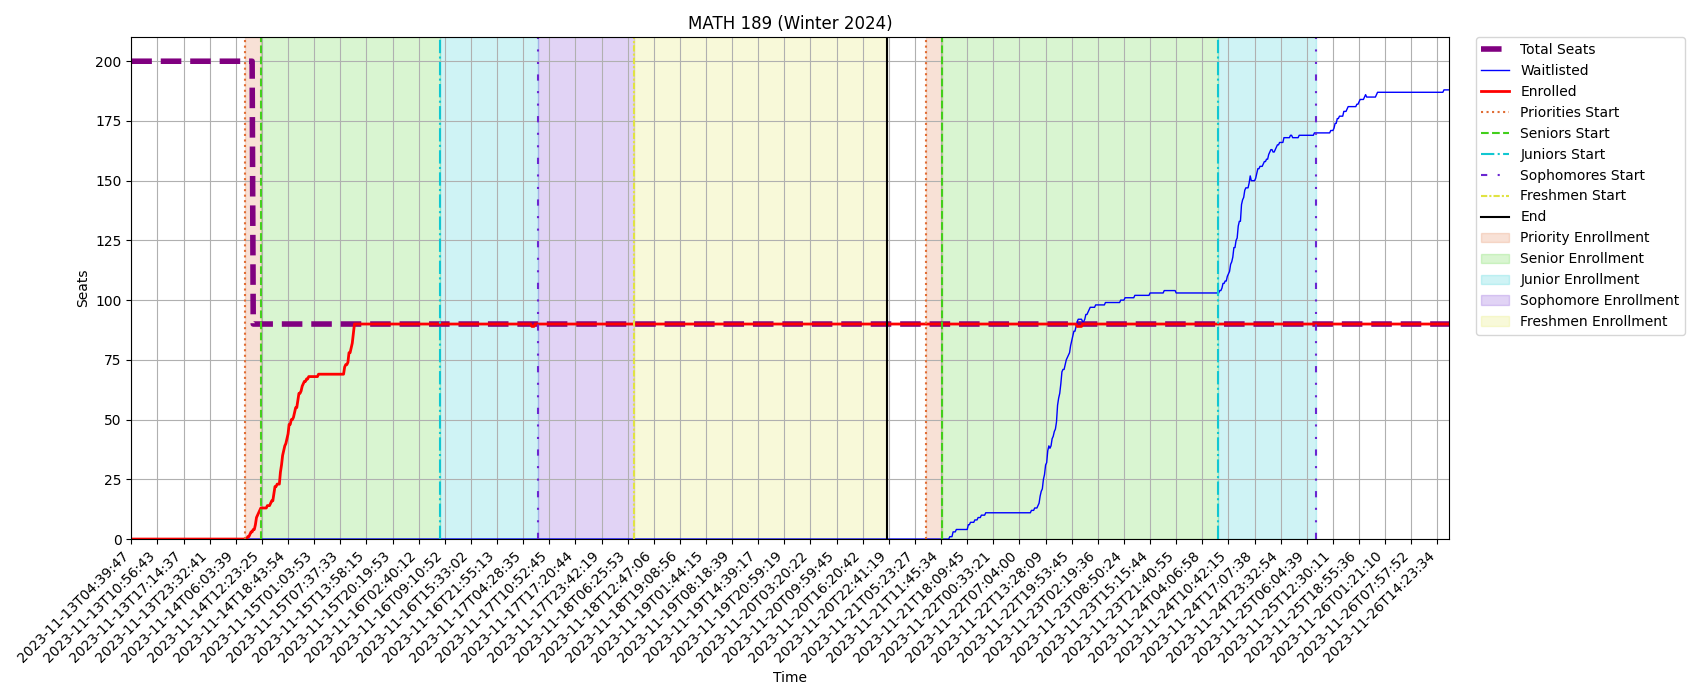 MATH 189 (Winter 2024)
Seats
200
175
150
125
100
75
50
25
0
2023-11-13T04:39:47
2023-11-13T10:56:43
2023-11-13T17:14:37
2023-11-13T23:32:41
2023-11-14T06:03:39
2023-11-14T12:23:25
2023-11-14T18:43:54
2023-11-15T01:03:53
2023-11-15T07:37:33
2023-11-15T13:58:15
2023-11-15T20:19:53
2023-11-16T02:40:12
2023-11-16T09:10:52
2023-11-16T15:33:02
2023-11-16T21:55:13
2023-11-17T04:28:35
2023-11-17T10:52:45
2023-11-17T17:20:44
2023-11-17T23:42:19
2023-11-18T06:25:53
2023-11-18T12:47:06
2023-11-18T19:08:56
2023-11-19T01:44:15
2023-11-19T08:18:39
2023-11-19T14:39:17
2023-11-19T20:59:19
2023-11-20T03:20:22
2023-11-20T09:59:45
2023-11-20T16:20:42
2023-11-20T22:41:19
2023-11-21T05:23:27
2023-11-21T11:45:34
2023-11-21T18:09:45
2023-11-22T00:33:21
2023-11-22T07:04:00
2023-11-22T13:28:09
2023-11-22T19:53:45
2023-11-23T02:19:36
2023-11-23T08:50:24
2023-11-23T15:15:44
2023-11-23T21:40:55
2023-11-24T04:06:58
2023-11-24T10:42:15
2023-11-24T17:07:38
2023-11-24T23:32:54
2023-11-25T06:04:39
2023-11-25T12:30:11
2023-11-25T18:55:36
2023-11-26T01:21:10
2023-11-26T07:57:52
2023-11-26T14:23:34
Time
Total Seats
Waitlisted
Enrolled
Priorities Start
Seniors Start
Juniors Start
Sophomores Start
Freshmen Start
End
Priority Enrollment
Senior Enrollment
Junior Enrollment
Sophomore Enrollment
Freshmen Enrollment